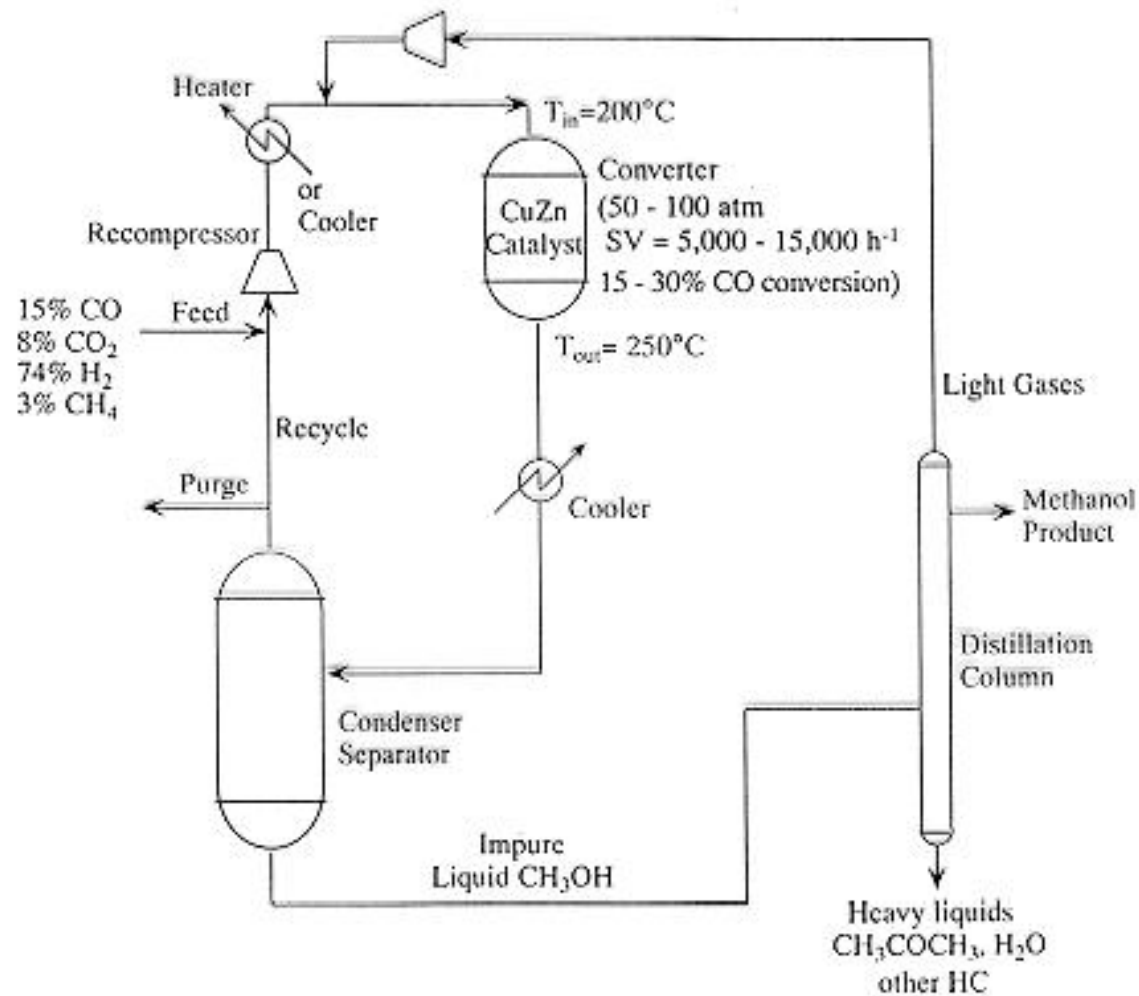 Heater
or
Cooler
Recompressor
15% CO
8% CO₂
74% H₂
3% CH₄
Feed
Recycle
Purge
T_in=200°C
Converter
(50 - 100 atm
SV = 5,000 - 15,000 h⁻¹
15 - 30% CO conversion)
CuZn
Catalyst
T_out= 250°C
Cooler
Condenser
Separator
Impure
Liquid CH₃OH
Light Gases
Methanol
Product
Distillation
Column
Heavy liquids
CH₃COCH₃, H₂O
other HC